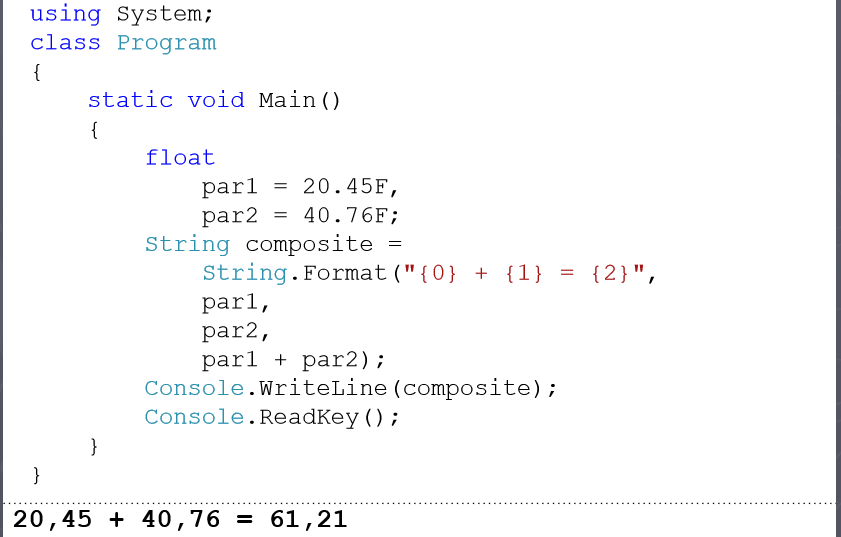 using System;
class Program
{
    static void Main()
    {
        float
            par1 = 20.45F,
            par2 = 40.76F;
        String composite =
            String.Format("{0} + {1} = {2}",
            par1,
            par2,
            par1 + par2);
        Console.WriteLine(composite);
        Console.ReadKey();
    }
}
20,45 + 40,76 = 61,21